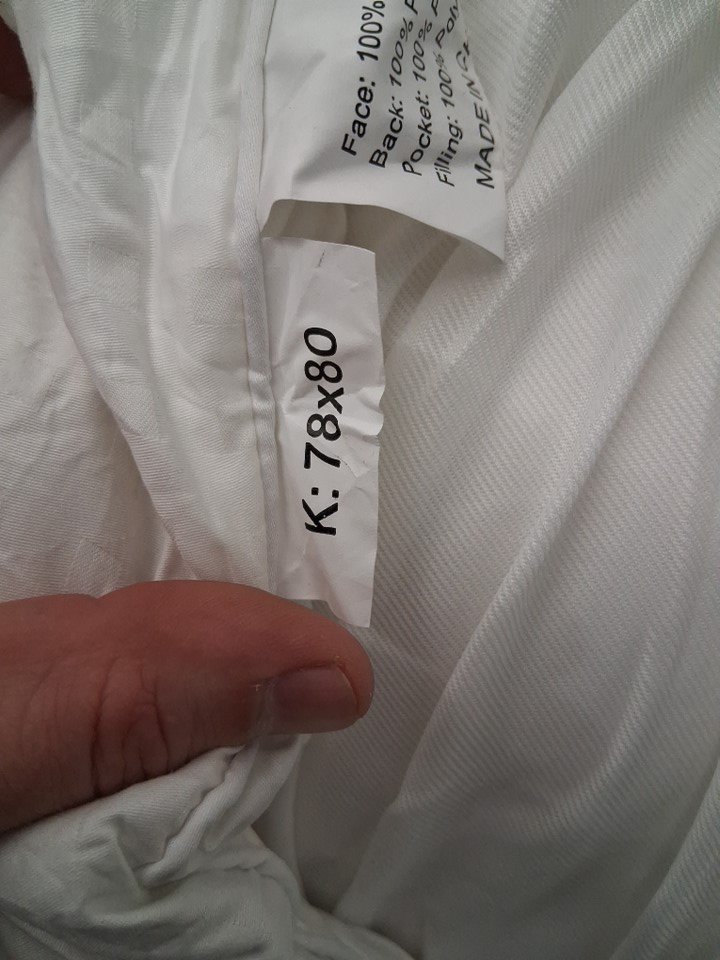 Face: 100%
Back: 100%
Pocket: 100%
Filling: 100%
MADE IN
K: 78x80